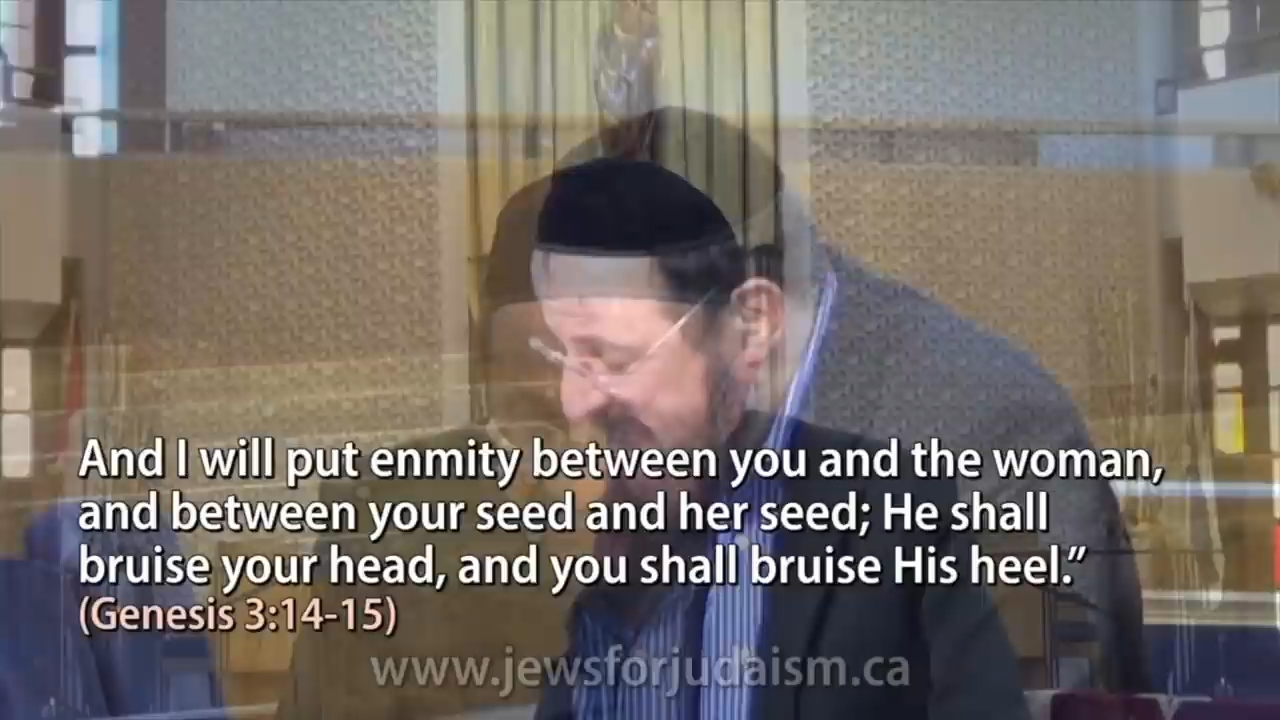 And I will put enmity between you and the woman,
and between your seed and her seed; He shall
bruise your head, and you shall bruise His heel.”
(Genesis 3:14-15)
www.jewsforjudaism.ca